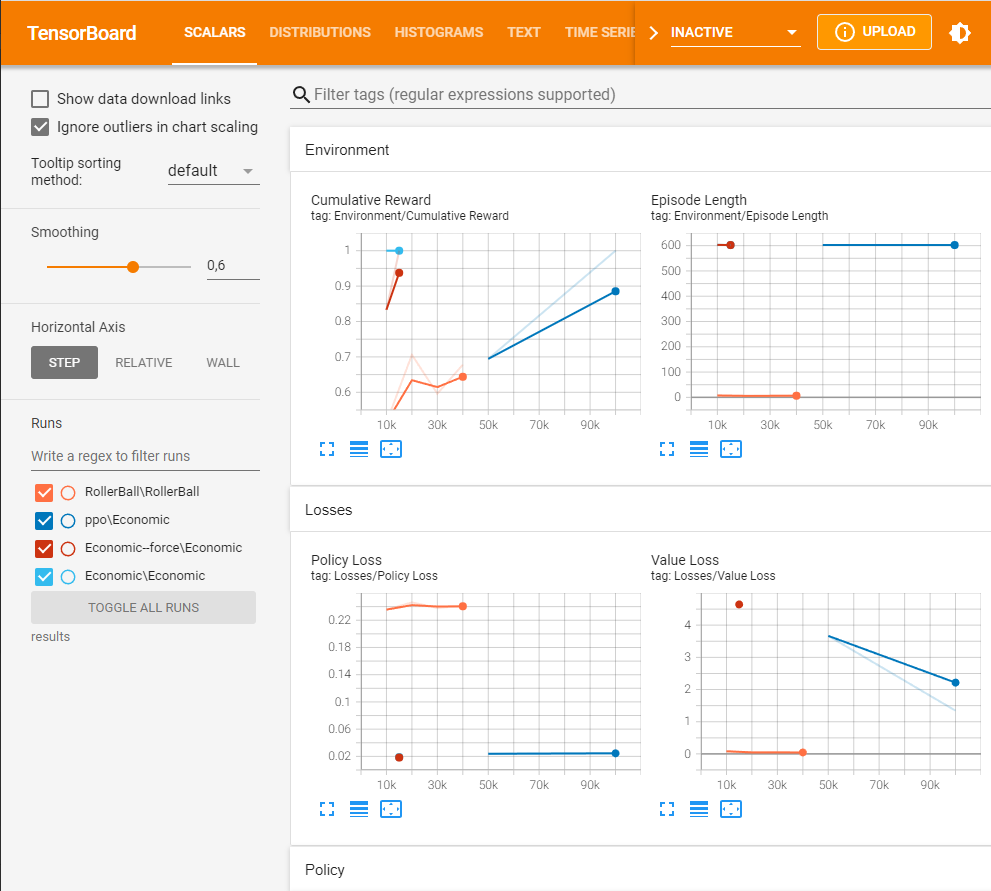 TensorBoard
SCALARS DISTRIBUTIONS HISTOGRAMS TEXT TIME SERIE INACTIVE UPLOAD
Show data download links
Ignore outliers in chart scaling
Tooltip sorting
method:
default
Smoothing
0,6
Horizontal Axis
STEP RELATIVE WALL
Runs
Write a regex to filter runs
RollerBall\RollerBall
ppo\Economic
Economic--force\Economic
Economic\Economic
TOGGLE ALL RUNS
results
Filter tags (regular expressions supported)
Environment
Cumulative Reward
tag: Environment/Cumulative Reward
1
0.9
0.8
0.7
0.6
10k 30k 50k 70k 90k
Episode Length
tag: Environment/Episode Length
600
500
400
300
200
100
0
10k 30k 50k 70k 90k
Losses
Policy Loss
tag: Losses/Policy Loss
0.22
0.18
0.14
0.1
0.06
0.02
10k 30k 50k 70k 90k
Value Loss
tag: Losses/Value Loss
4
3
2
1
0
10k 30k 50k 70k 90k
Policy